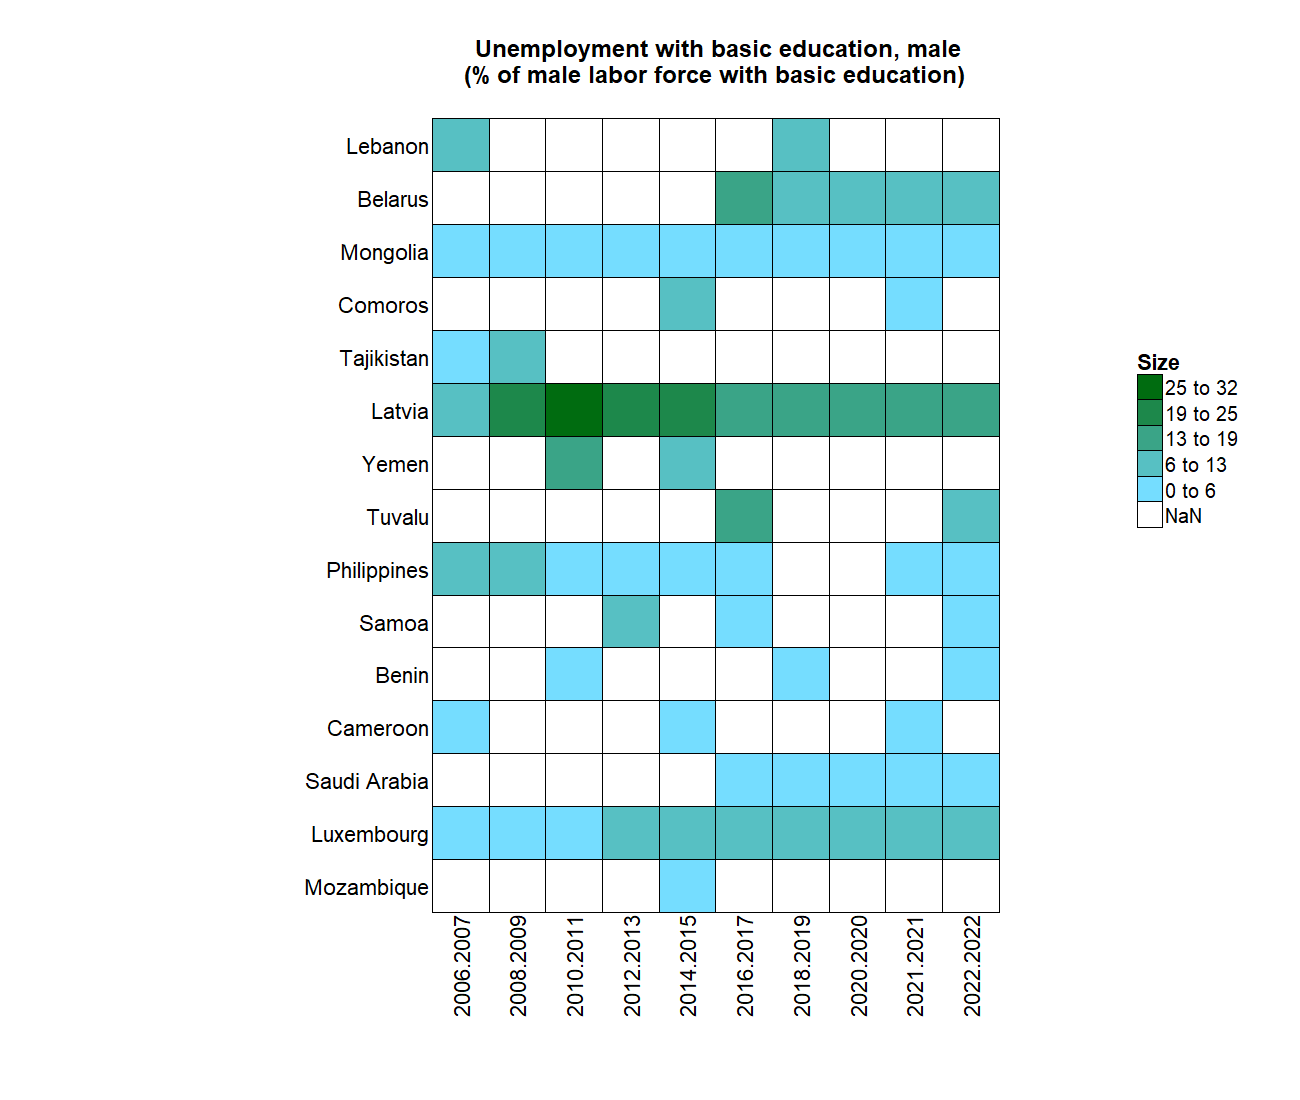 Unemployment with basic education, male
(% of male labor force with basic education)
Lebanon
Belarus
Mongolia
Comoros
Tajikistan
Latvia
Yemen
Tuvalu
Philippines
Samoa
Benin
Cameroon
Saudi Arabia
Luxembourg
Mozambique
2006.2007
2008.2009
2010.2011
2012.2013
2014.2015
2016.2017
2018.2019
2020.2020
2021.2021
2022.2022
Size
25 to 32
19 to 25
13 to 19
6 to 13
0 to 6
NaN